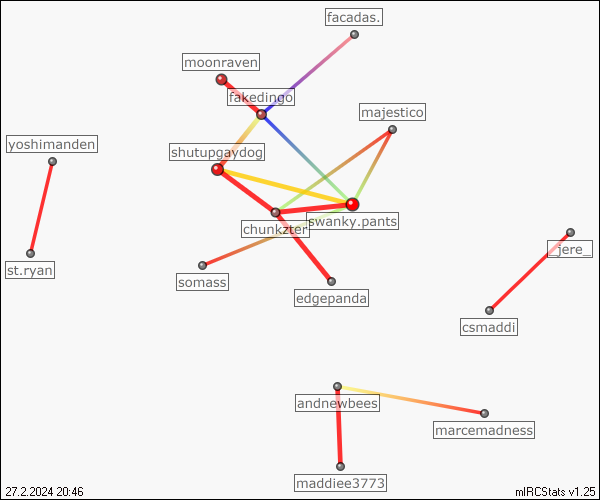 facadas.
moonraven
fakedingo
majestico
yoshimanden
shutupgaydog
swanky.pants
chunkzter
_jere_
st.ryan
somass
edgepanda
csmaddi
andnewbees
marcemadness
maddiee3773
27.2.2024 20:46
mIRCStats v1.25